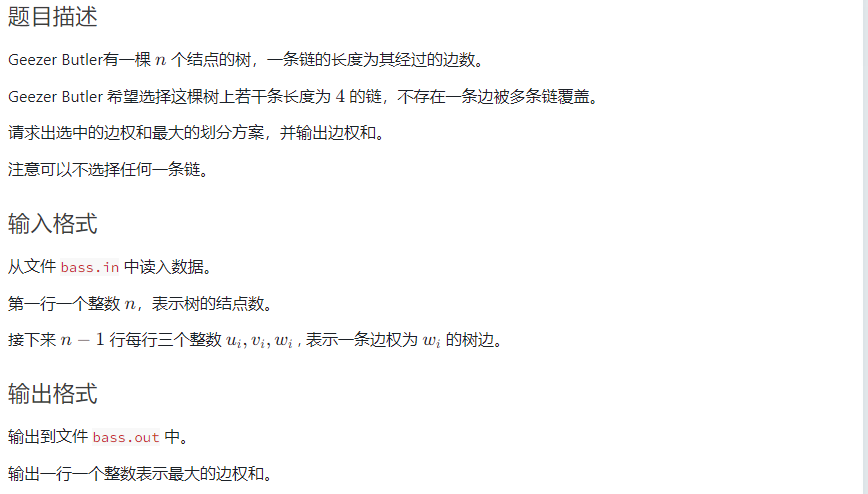 题目描述
Geezer Butler有一棵 n 个结点的树，一条链的长度为其经过的边数。
Geezer Butler 希望选择这棵树上若干条长度为 4 的链，不存在一条边被多条链覆盖。
请求出选中的边权和最大的划分方案，并输出边权和。
注意可以不选择任何一条链。
输入格式
从文件 bass.in 中读入数据。
第一行一个整数 n，表示树的结点数。
接下来 n − 1 行每行三个整数 u_i, v_i, w_i , 表示一条边权为 w_i 的树边。
输出格式
输出到文件 bass.out 中。
输出一行一个整数表示最大的边权和。